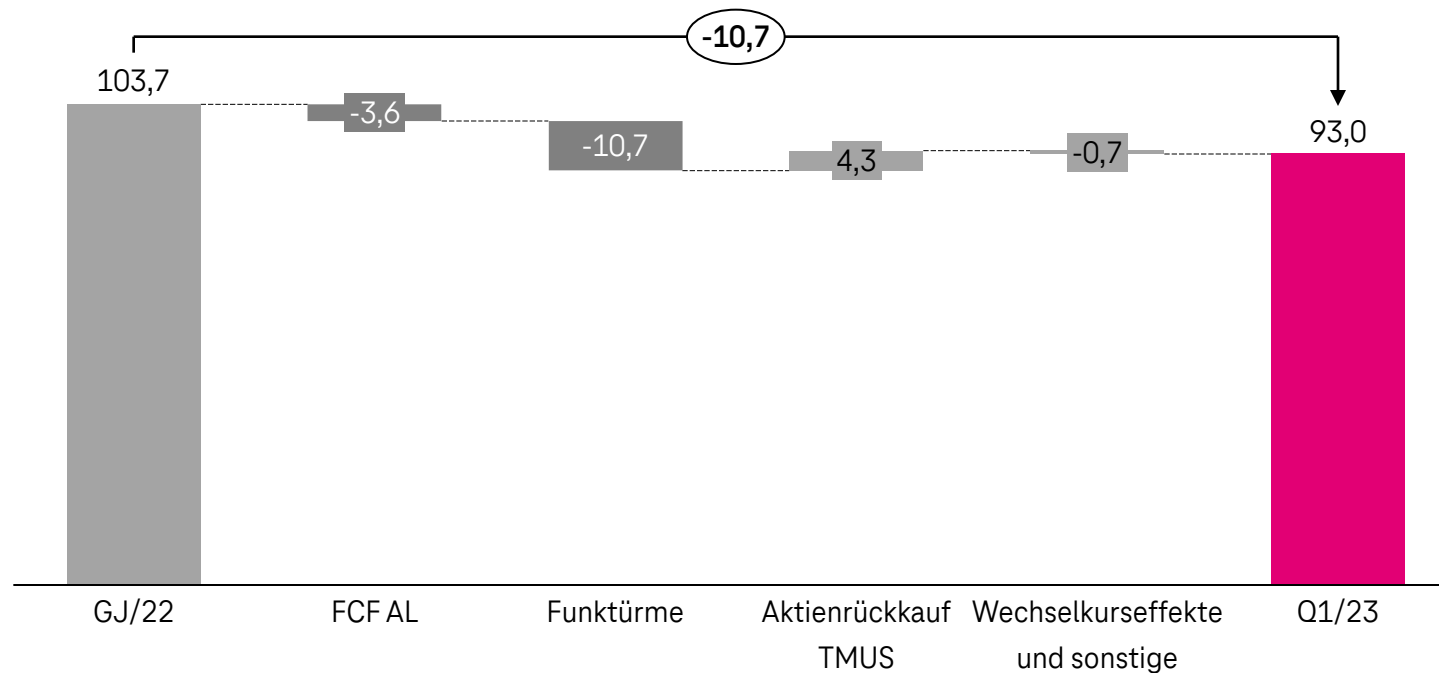 -10,7
103,7
-3,6
-10,7
4,3
-0,7
93,0
GJ/22
FCF AL
Funktürme
Aktienrückkauf
TMUS
Wechselkurseffekte
und sonstige
Q1/23